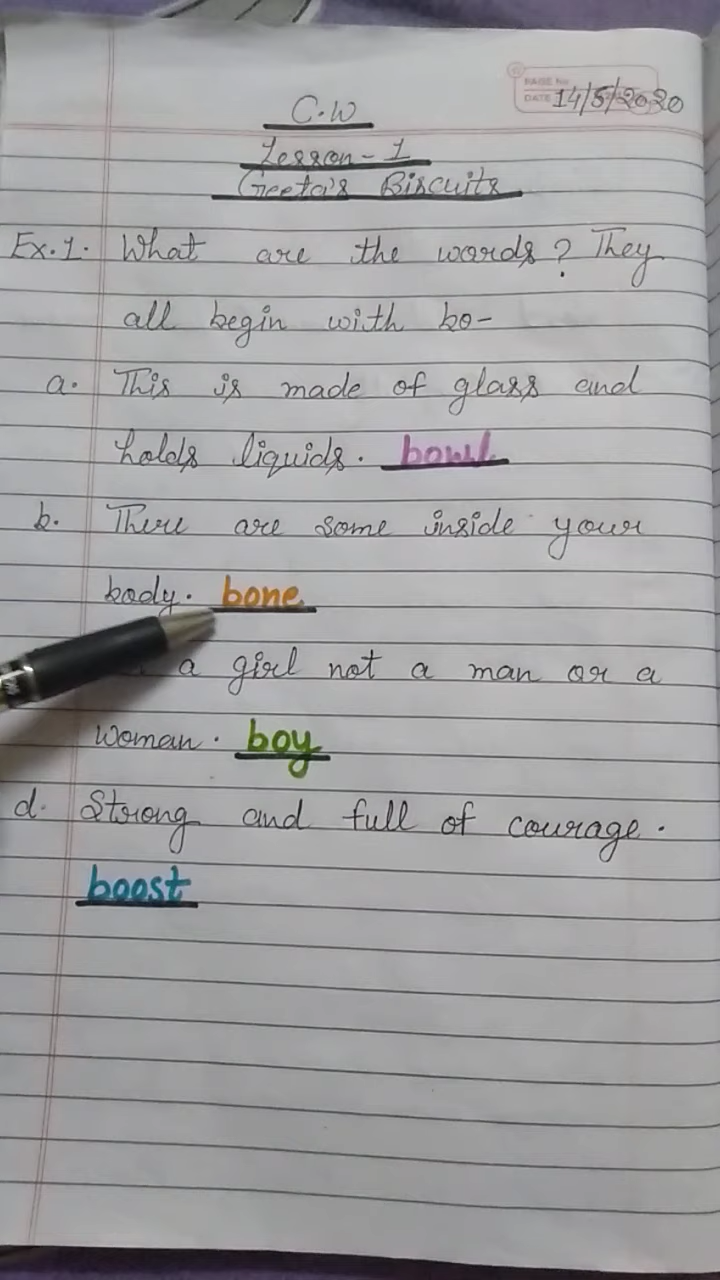 PAGE No.
DATE 14/5/2020
C.W
Lesson-1
Geeta's Biscuits
Ex.1. What are the words? They
all begin with bo-
a. This is made of glass and
holds liquids. bowl
b. There are some inside your
body. bone
a girl not a man or a
woman. boy
d. Strong and full of courage.
boost